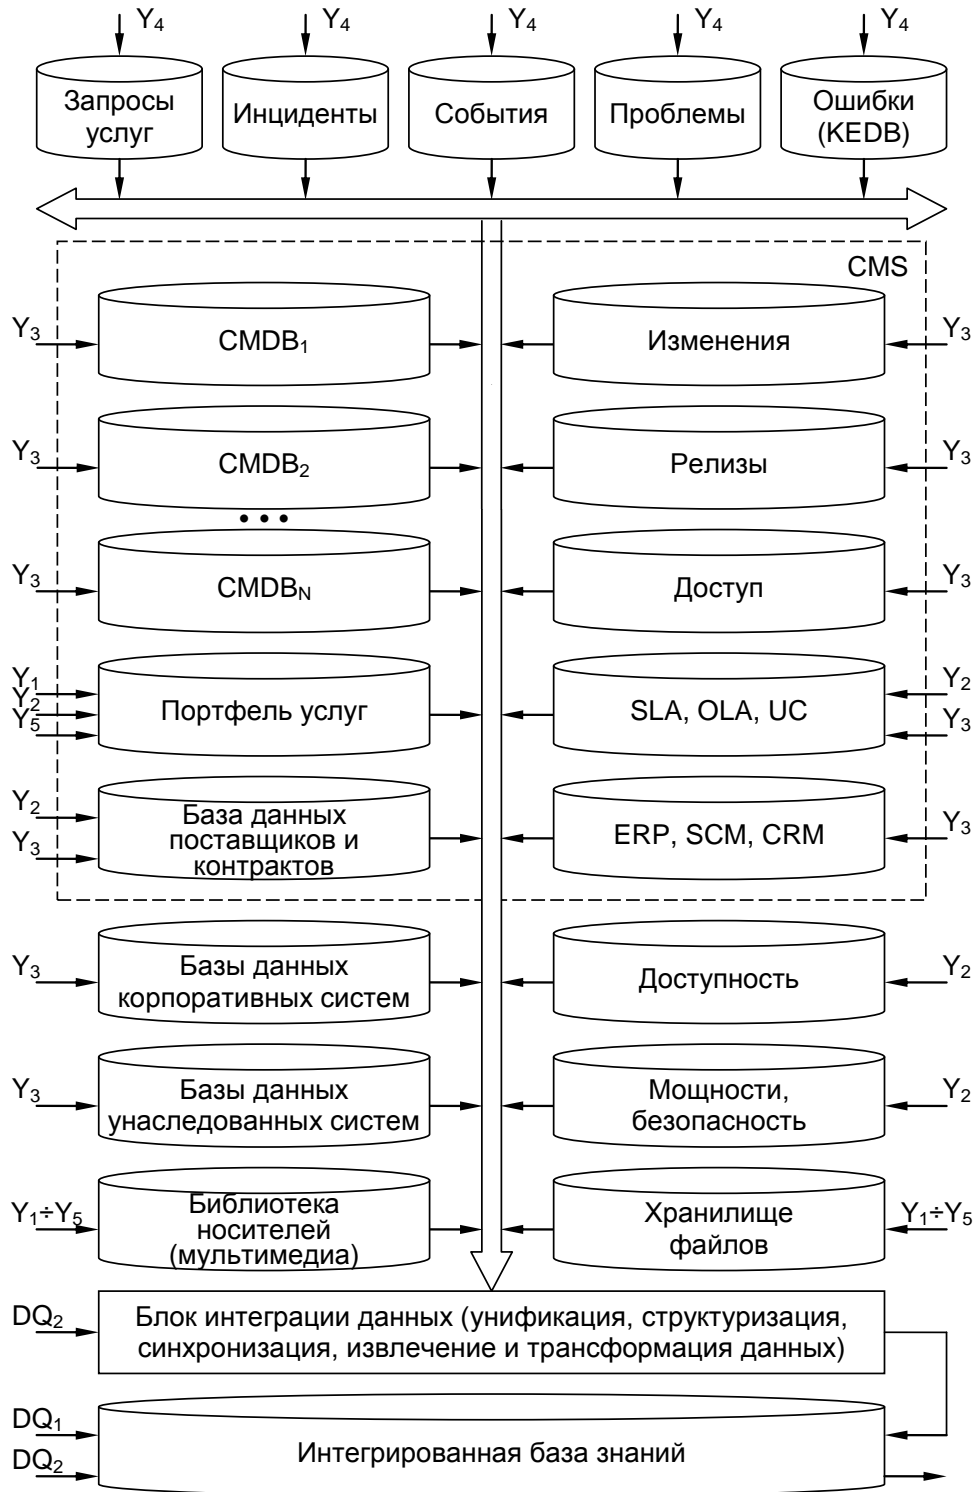 Y4 Y4 Y4 Y4 Y4
Запросы
услуг
Инциденты
События
Проблемы
Ошибки
(KEDB)
CMS
Y3
CMDB1
Изменения
Y3
Y3
CMDB2
Релизы
Y3
• • •
Y3
CMDBN
Доступ
Y3
Y1
Y2
Y5
Портфель услуг
SLA, OLA, UC
Y2
Y3
Y2
Y3
База данных
поставщиков и
контрактов
ERP, SCM, CRM
Y3
Y3
Базы данных
корпоративных систем
Доступность
Y2
Y3
Базы данных
унаследованных систем
Мощности,
безопасность
Y2
Y1÷Y5
Библиотека
носителей
(мультимедиа)
Хранилище
файлов
Y1÷Y5
DQ2
Блок интеграции данных (унификация, структуризация,
синхронизация, извлечение и трансформация данных)
DQ1
DQ2
Интегрированная база знаний